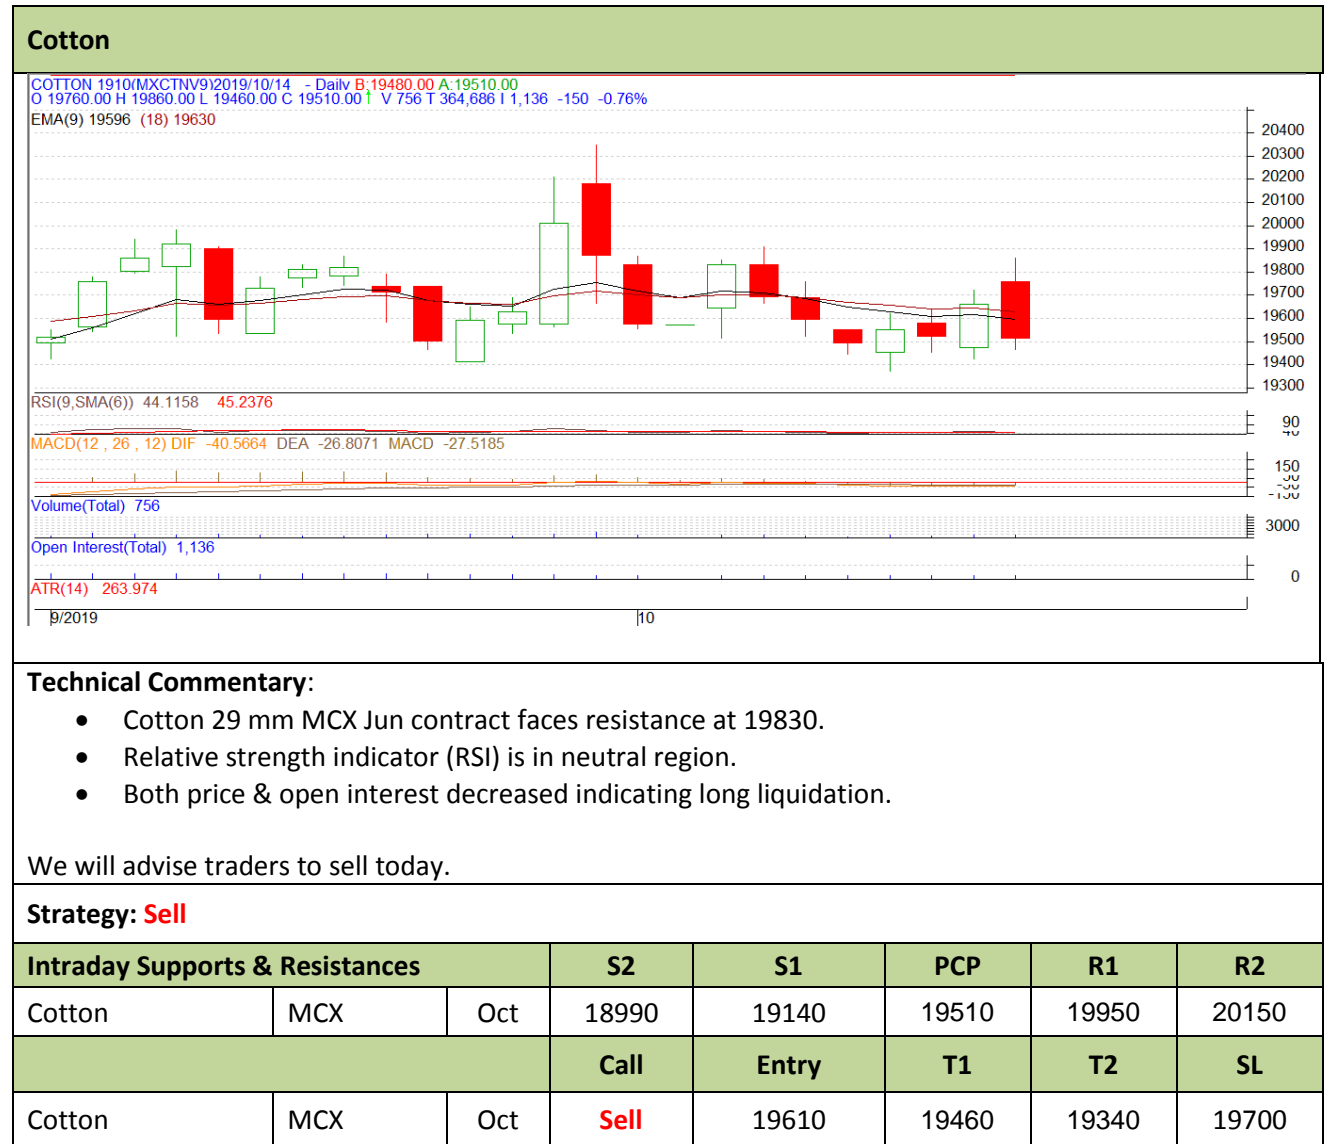 Cotton
COTTON 1910(MXCTNV9)2019/10/14 - Daily B:19480.00 A:19510.00
O 19760.00 H 19860.00 L 19460.00 C 19510.00↑ V 756 T 364,686 I 1,136 -150 -0.76%
EMA(9) 19596 (18) 19630
20400
20300
20200
20100
20000
19900
19800
19700
19600
19500
19400
19300
RSI(9,SMA(6)) 44.1158 45.2376
90
40
MACD(12 , 26 , 12) DIF -40.5664 DEA -26.8071 MACD -27.5185
150
50
-50
-150
Volume(Total) 756
3000
Open Interest(Total) 1,136
0
ATR(14) 263.974
9/2019 10
Technical Commentary:
• Cotton 29 mm MCX Jun contract faces resistance at 19830.
• Relative strength indicator (RSI) is in neutral region.
• Both price & open interest decreased indicating long liquidation.
We will advise traders to sell today.
Strategy: Sell
Intraday Supports & Resistances S2 S1 PCP R1 R2
Cotton MCX Oct 18990 19140 19510 19950 20150
Call Entry T1 T2 SL
Cotton MCX Oct Sell 19610 19460 19340 19700